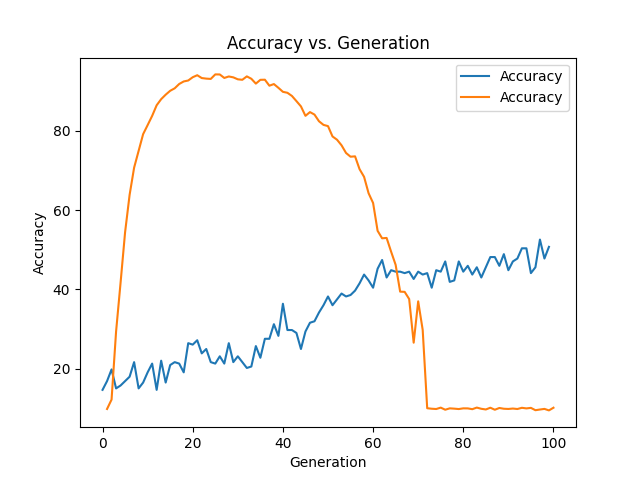 Accuracy vs. Generation
Accuracy
Accuracy
80
60
40
20
Accuracy
0 20 40 60 80 100
Generation